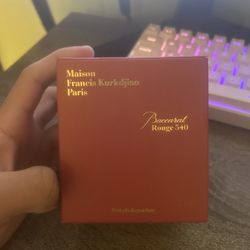 Maison
Francis Kurkdjian
Paris
Baccarat
Rouge 540